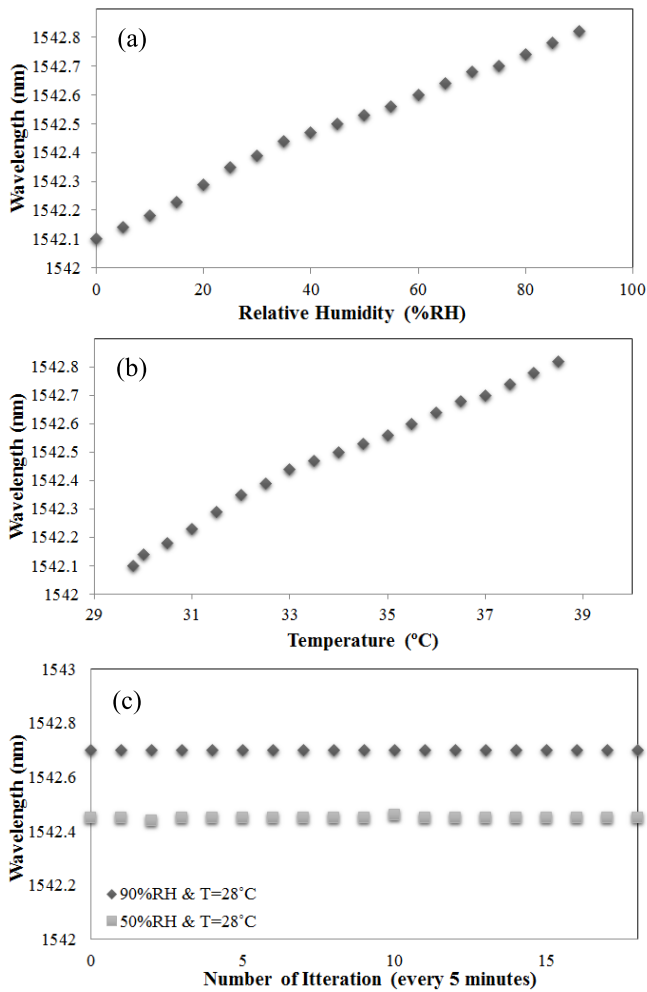 (a)
Wavelength (nm)
1542.8
1542.7
1542.6
1542.5
1542.4
1542.3
1542.2
1542.1
1542
0 20 40 60 80 100
Relative Humidity (%RH)
(b)
Wavelength (nm)
1542.8
1542.7
1542.6
1542.5
1542.4
1542.3
1542.2
1542.1
1542
29 31 33 35 37 39
Temperature (ºC)
(c)
Wavelength (nm)
1543
1542.8
1542.6
1542.4
1542.2
1542
90%RH & T=28˚C
50%RH & T=28˚C
0 5 10 15
Number of Itteration (every 5 minutes)